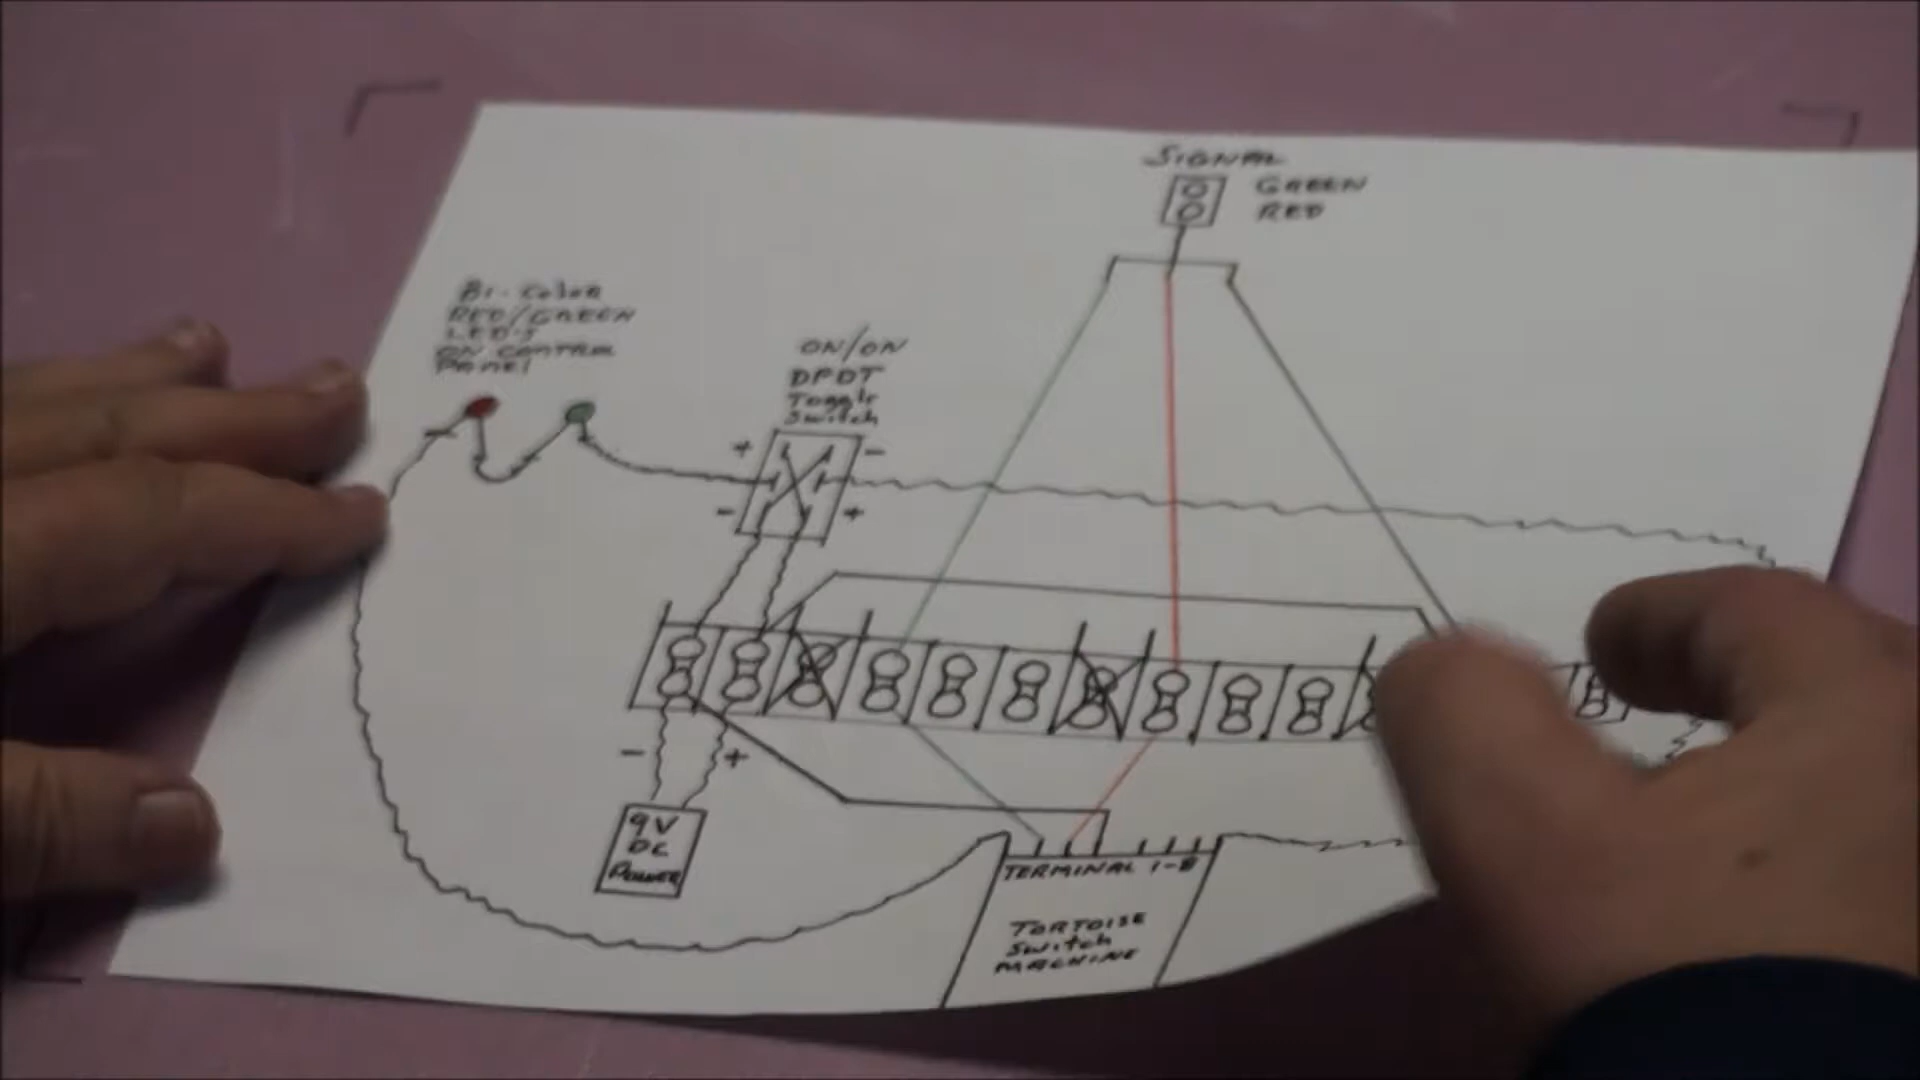 SIGNAL
GREEN
RED
Bi-Color
RED/GREEN
LED'S
ON CONTROL
PANEl
ON/ON
DPDT
Toggle
Switch
+ -
- +
- +
9V
DC
POWER
TERMINAL 1-8
TORTOISE
Switch
MACHINE